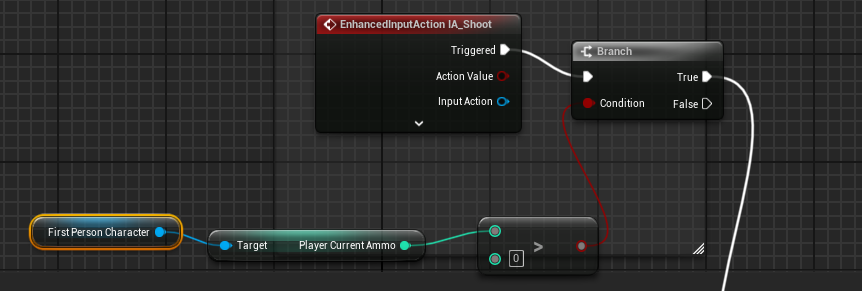 EnhancedInputAction IA_Shoot
Triggered
Action Value
Input Action
Branch
True
Condition
False
First Person Character
Target
Player Current Ammo
>
0